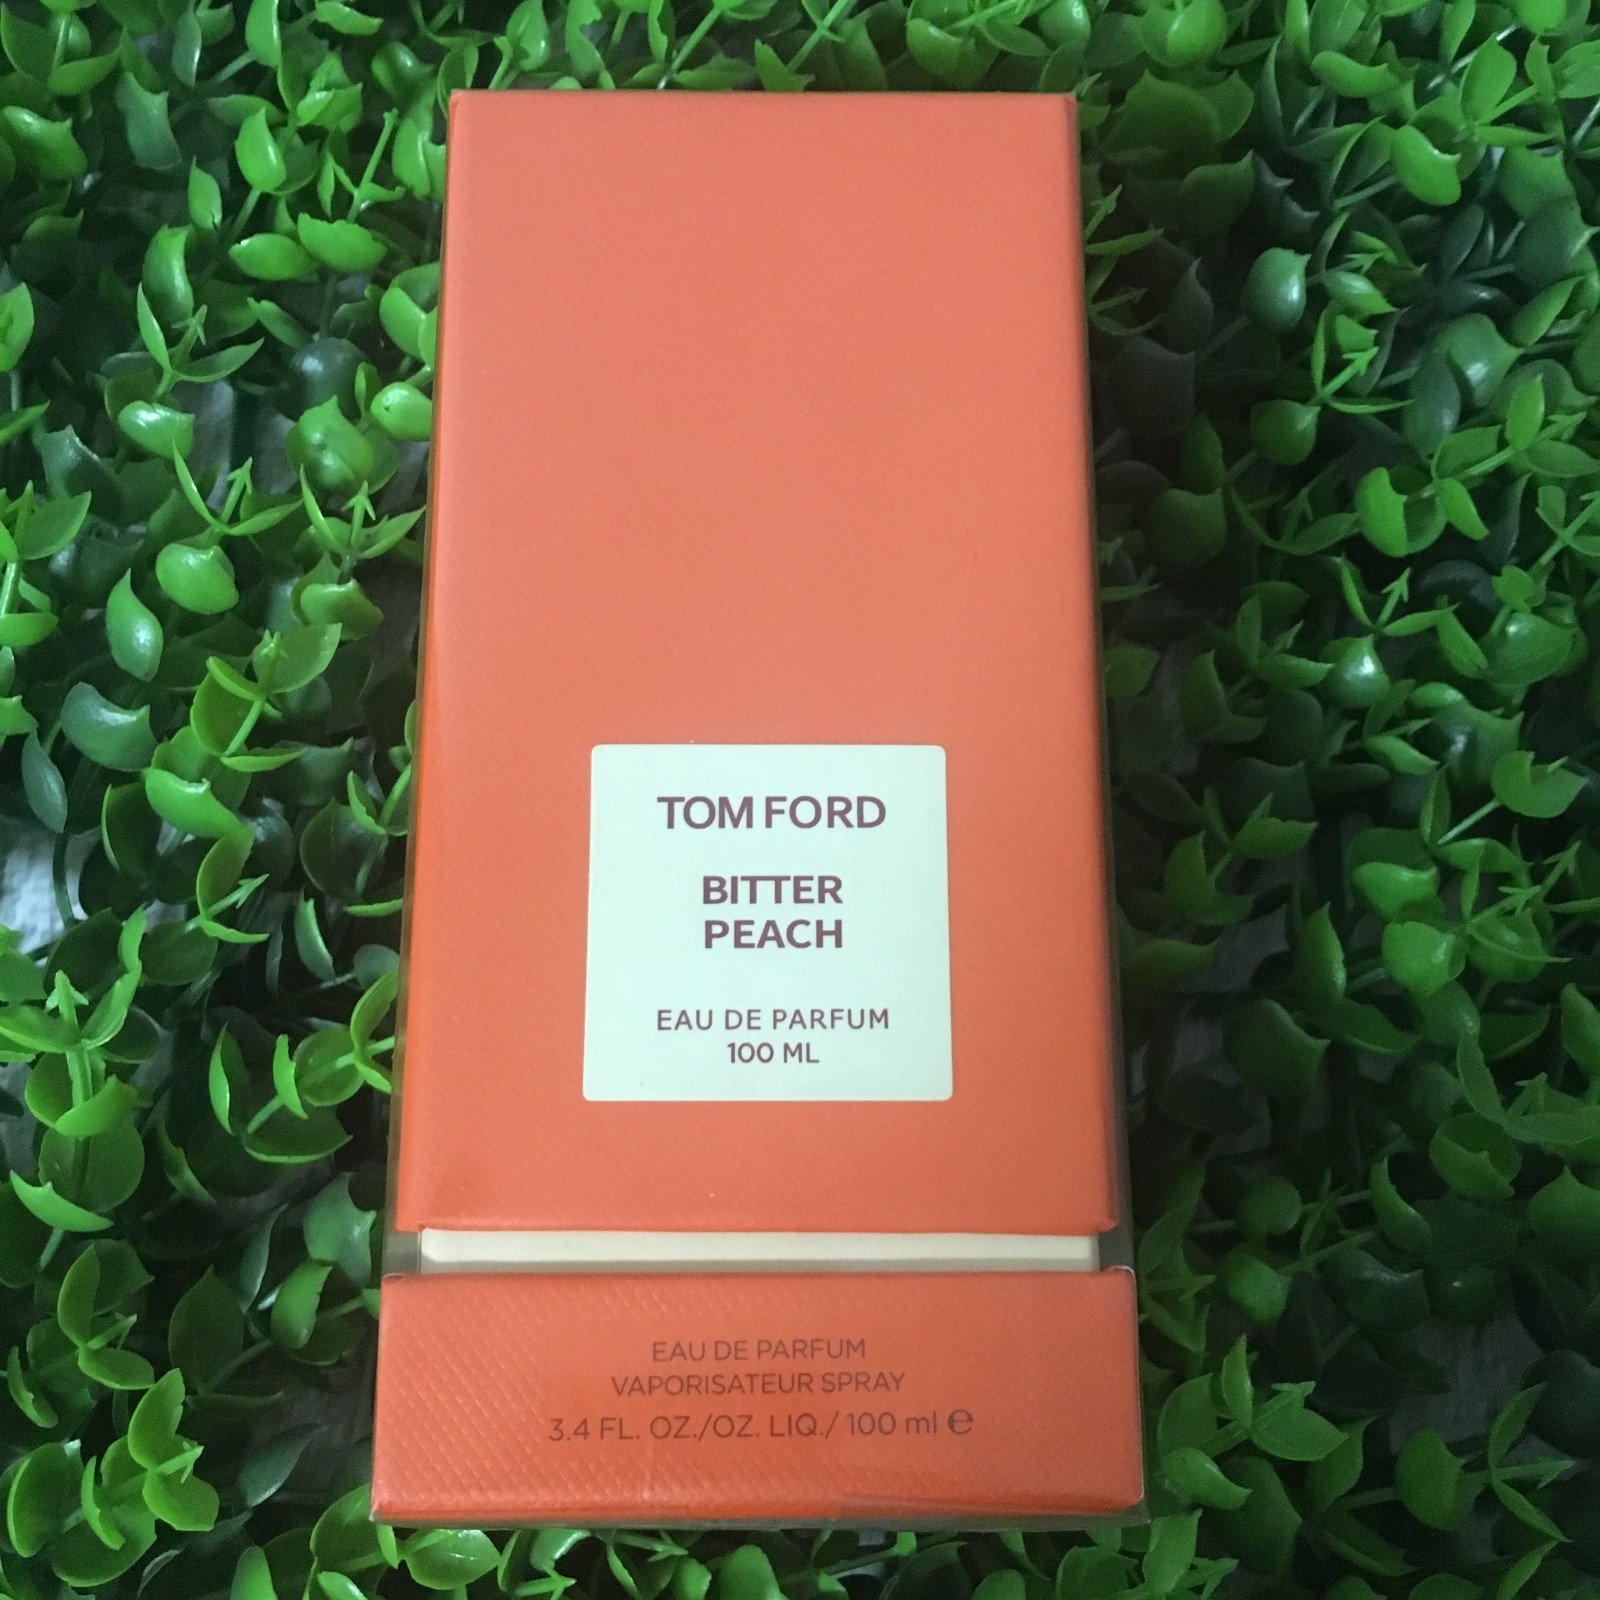 TOM FORD
BITTER
PEACH
EAU DE PARFUM
100 ML
EAU DE PARFUM
VAPORISATEUR SPRAY
3.4 FL. OZ./OZ. LIQ./ 100 ml ℮